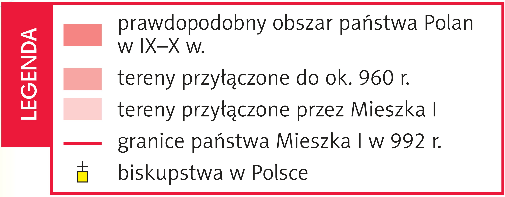 LEGENDA
prawdopodobny obszar państwa Polan
w IX–X w.
tereny przyłączone do ok. 960 r.
tereny przyłączone przez Mieszka I
granice państwa Mieszka I w 992 r.
biskupstwa w Polsce